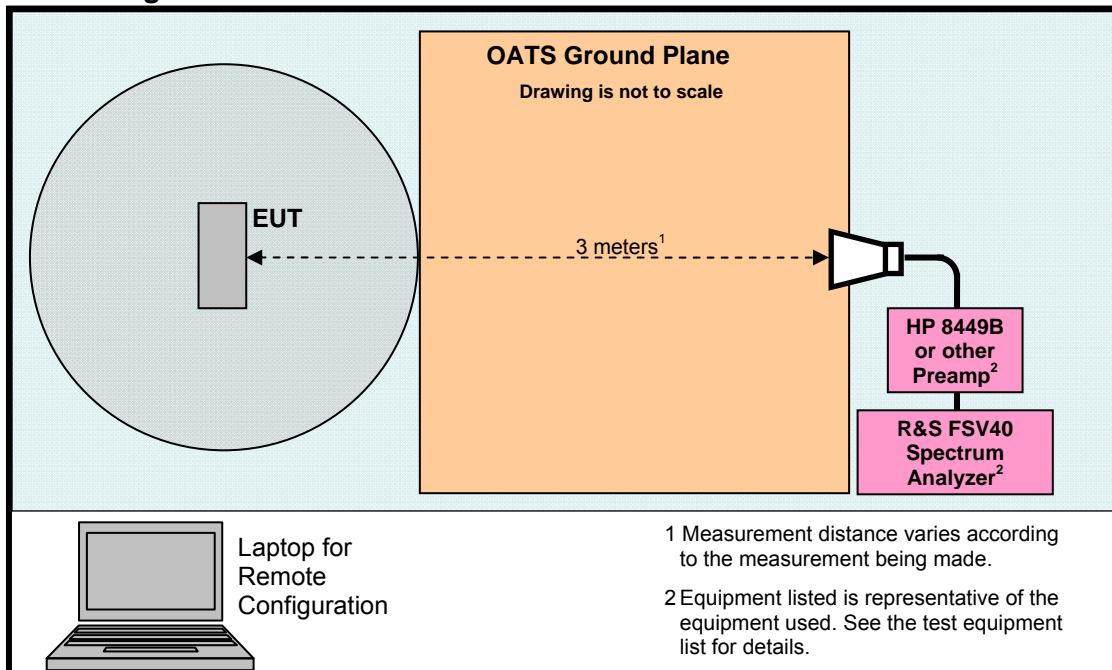 OATS Ground Plane
Drawing is not to scale
EUT
3 meters1
HP 8449B
or other
Preamp2
R&S FSV40
Spectrum
Analyzer2
Laptop for
Remote
Configuration
1 Measurement distance varies according
to the measurement being made.
2 Equipment listed is representative of the
equipment used. See the test equipment
list for details.